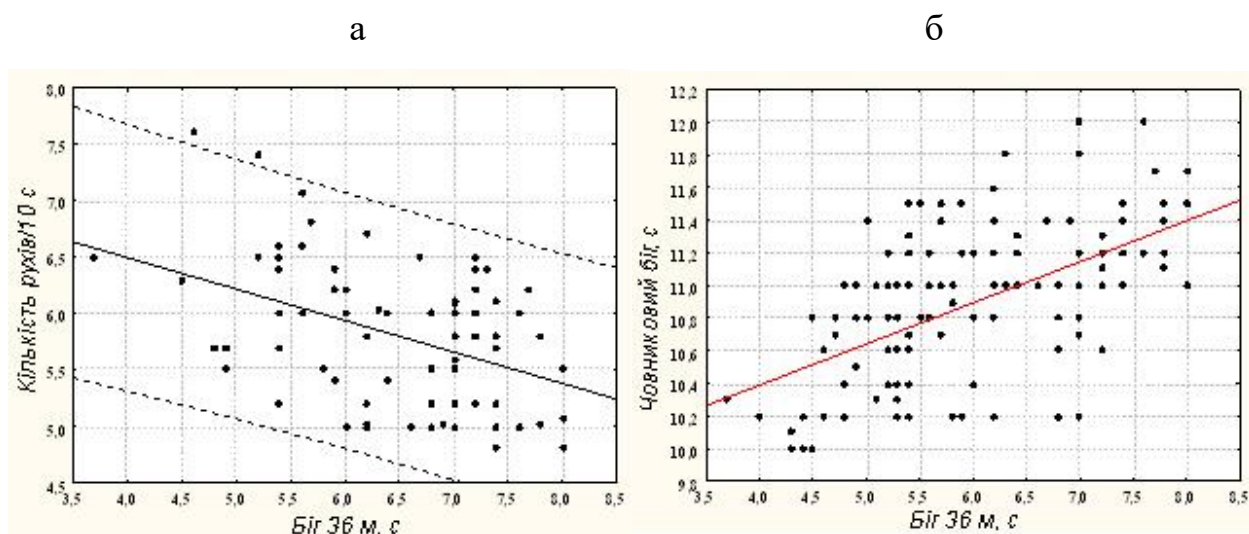 а
б
8,0
7,5
7,0
6,5
6,0
5,5
5,0
4,5
Кількість рухів/10 с
3,5 4,0 4,5 5,0 5,5 6,0 6,5 7,0 7,5 8,0 8,5
Біг 36 м, с
12,2
12,0
11,8
11,6
11,4
11,2
11,0
10,8
10,6
10,4
10,2
10,0
9,8
Човниковий біг, с
3,5 4,0 4,5 5,0 5,5 6,0 6,5 7,0 7,5 8,0 8,5
Біг 36 м, с